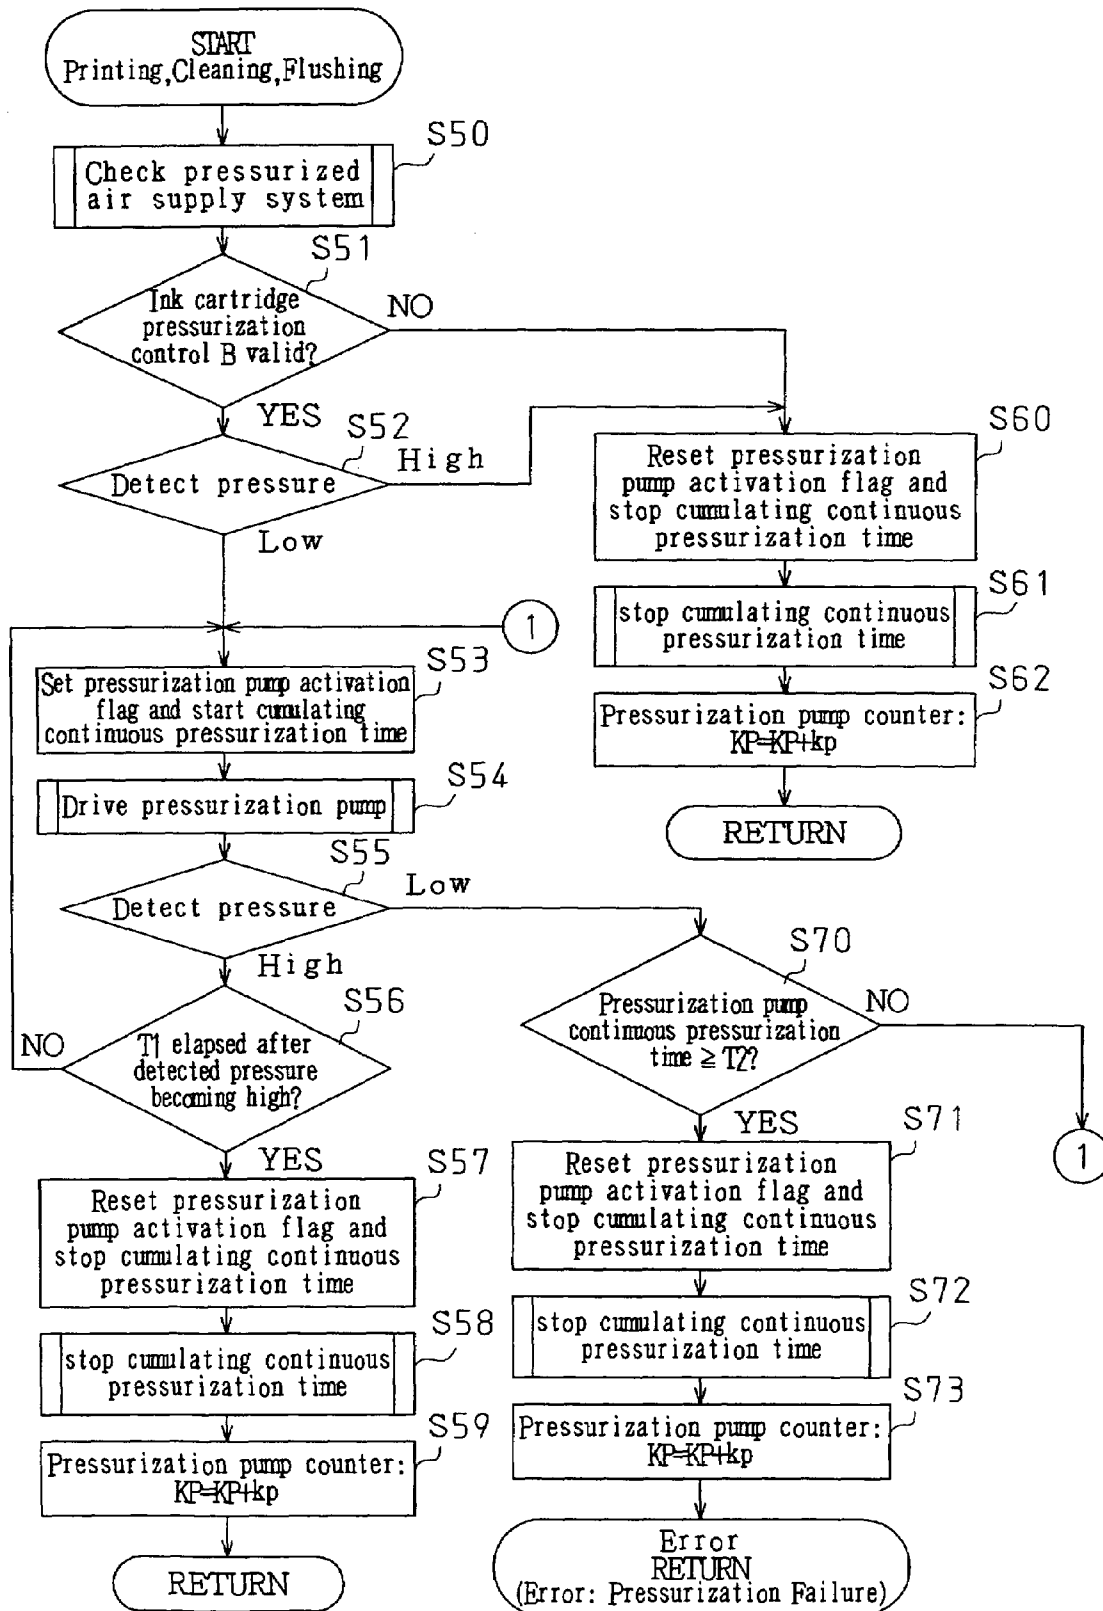 START
Printing,Cleaning,Flushing
S50
Check pressurized
air supply system
S51
Ink cartridge
pressurization
control B valid?
NO
YES
S52
Detect pressure
High
Low
S60
Reset pressurization
pump activation flag and
stop cumulating continuous
pressurization time
S61
stop cumulating continuous
pressurization time
S62
Pressurization pump counter:
KP=KP+kp
RETURN
1
S53
Set pressurization pump activation
flag and start cumulating
continuous pressurization time
S54
Drive pressurization pump
S55
Detect pressure
Low
High
S56
T1 elapsed after
detected pressure
becoming high?
NO
YES
S57
Reset pressurization
pump activation flag and
stop cumulating continuous
pressurization time
S58
stop cumulating continuous
pressurization time
S59
Pressurization pump counter:
KP=KP+kp
RETURN
S70
Pressurization pump
continuous pressurization
time ≧ T2?
NO
1
YES
S71
Reset pressurization
pump activation flag and
stop cumulating continuous
pressurization time
S72
stop cumulating continuous
pressurization time
S73
Pressurization pump counter:
KP=KP+kp
Error
RETURN
(Error: Pressurization Failure)